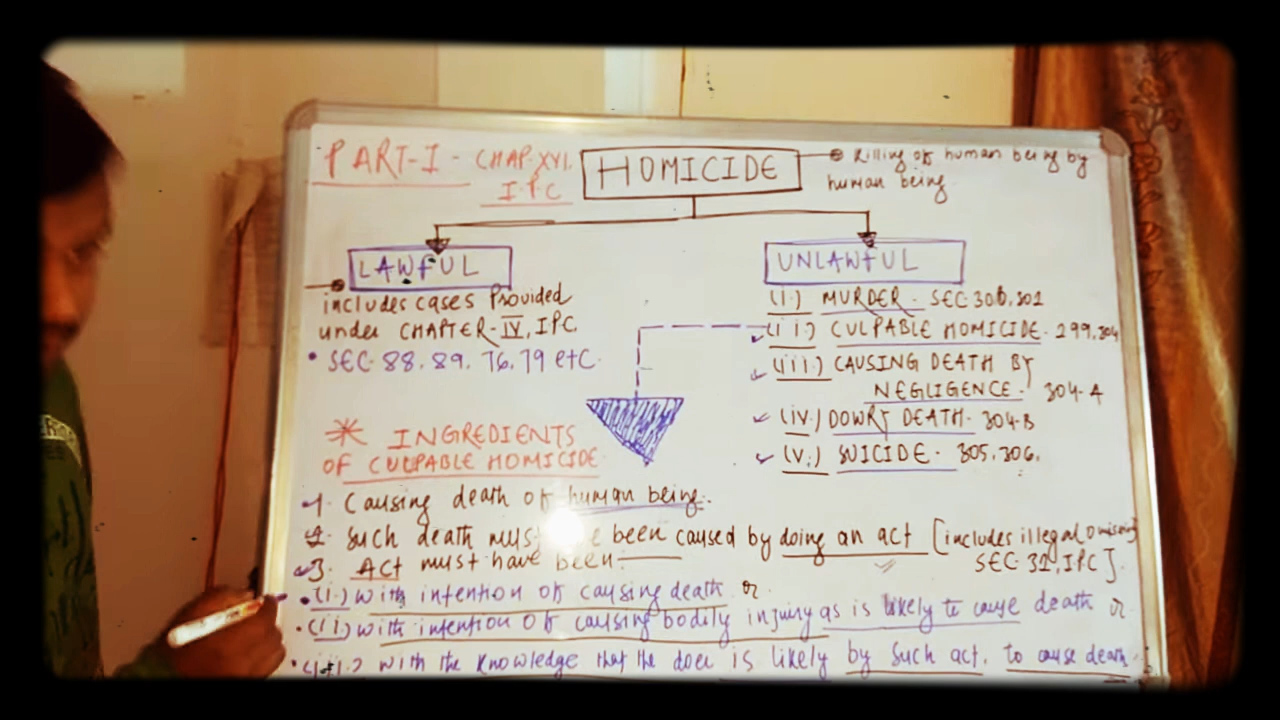 PART-I - CHAP-XVI,
I.P.C
HOMICIDE
Killing of human being by
human being
LAWFUL
includes cases Provided
under CHAPTER-IV, IPC,
• SEC. 88, 89, 76, 79 etc.
UNLAWFUL
(i.) MURDER - SEC. 300, 302
(ii.) CULPABLE HOMICIDE - 299, 304
(iii.) CAUSING DEATH BY
NEGLIGENCE - 304-A
(iv.) DOWRY DEATH - 304-B
(v.) SUICIDE - 305, 306.
* INGREDIENTS
OF CULPABLE HOMICIDE
1. Causing death of human being.
2. Such death must been caused by doing an act [includes illegal
SEC. 32, IPC].
3. Act must have been:
• (i.) with intention of causing death or
• (ii.) with intention of causing bodily injury as is likely to cause death or
• (iii.) with the knowledge that the is likely by such act, to cause death.